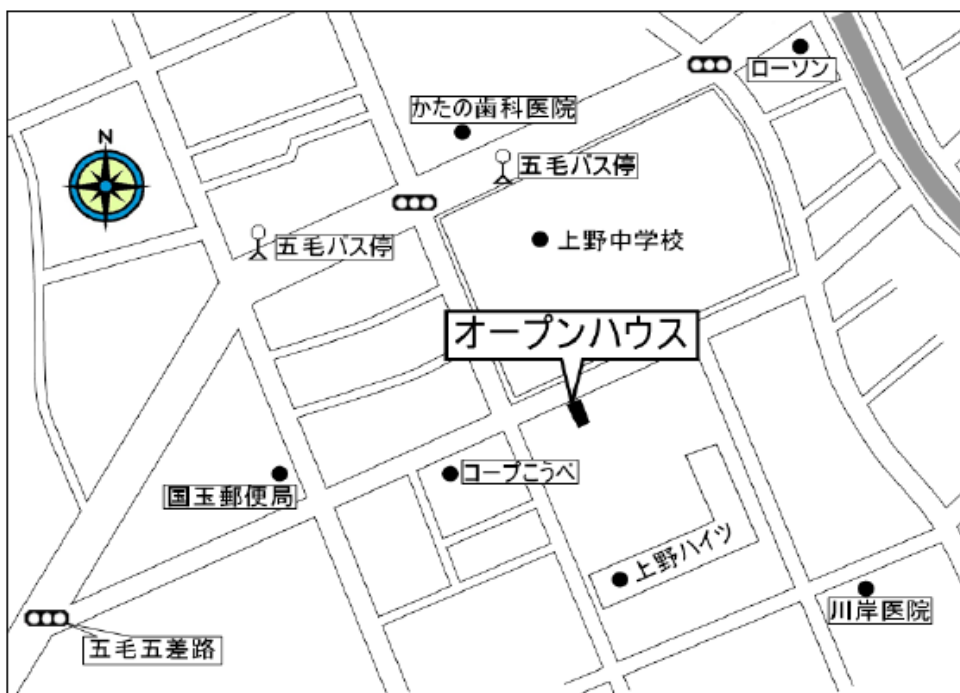 ローソン
かたの歯科医院
N
五毛バス停
五毛バス停
上野中学校
オープンハウス
コープこうべ
国玉郵便局
上野ハイツ
川岸医院
五毛五差路